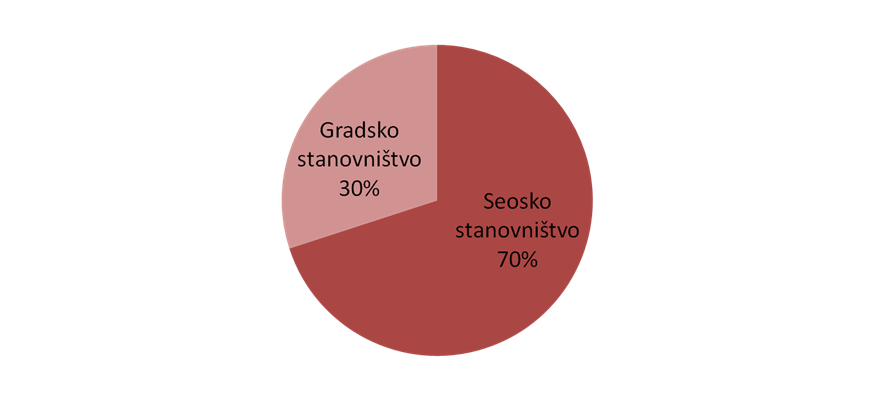 Gradsko
stanovništvo
30%
Seosko
stanovništvo
70%